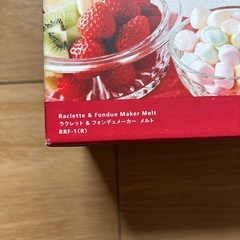 Raclette & Fondue Maker Melt
ラクレット & フォンデュメーカー メルト
RRF-1(R)